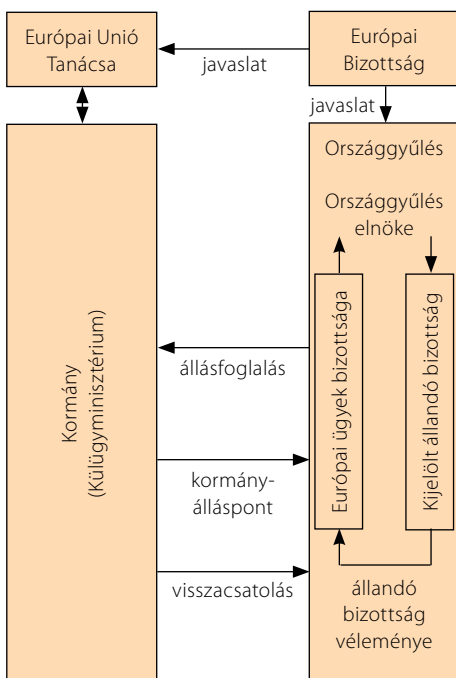 Európai Unió
Tanácsa
javaslat
Európai
Bizottság
javaslat
Országgyűlés
Országgyűlés
elnöke
Kormány
(Külügyminisztérium)
állásfoglalás
kormány-
álláspont
visszacsatolás
Európai ügyek bizottsága
Kijelölt állandó bizottság
állandó
bizottság
véleménye